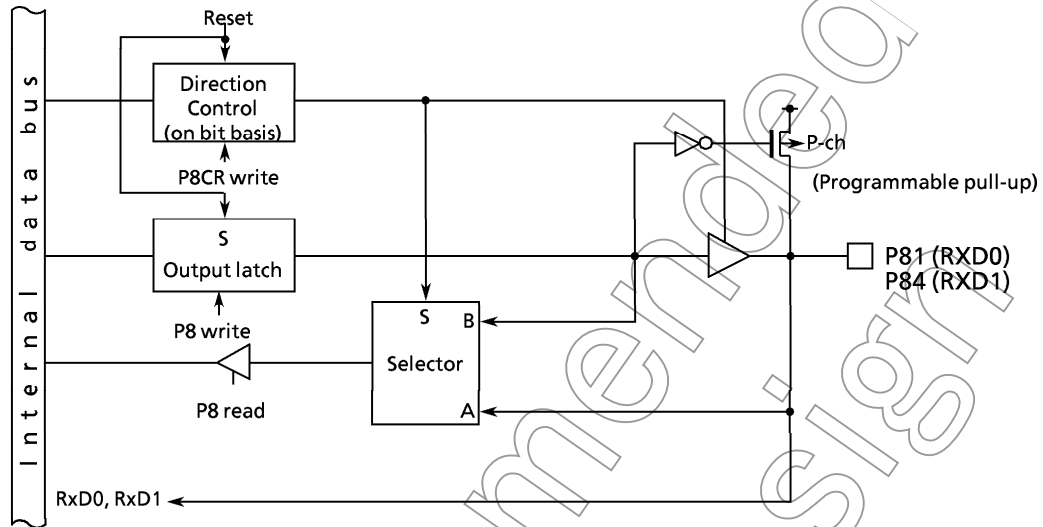 Reset
Internal data bus
Direction
Control
(on bit basis)
P-ch
P8CR write
(Programmable pull-up)
S
Output latch
P81 (RXD0)
P84 (RXD1)
P8 write
S
B
Selector
A
P8 read
RxD0, RxD1